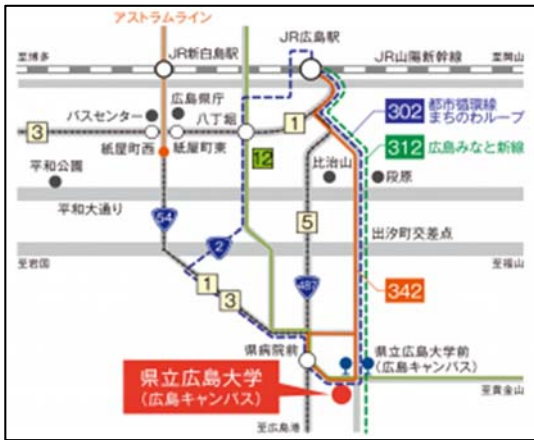 アストラムライン
至博多
JR新白島駅
JR広島駅
JR山陽新幹線
至岡山
バスセンター
広島県庁
八丁堀
1
302
都市循環線
まちのわループ
3
紙屋町西
紙屋町東
12
312
広島みなと新線
平和公園
比治山
段原
平和大通り
54
2
5
出汐町交差点
至岩国
至福山
1
3
487
342
県病院前
県立広島大学前
(広島キャンパス)
県立広島大学
(広島キャンパス)
至黄金山
至広島港